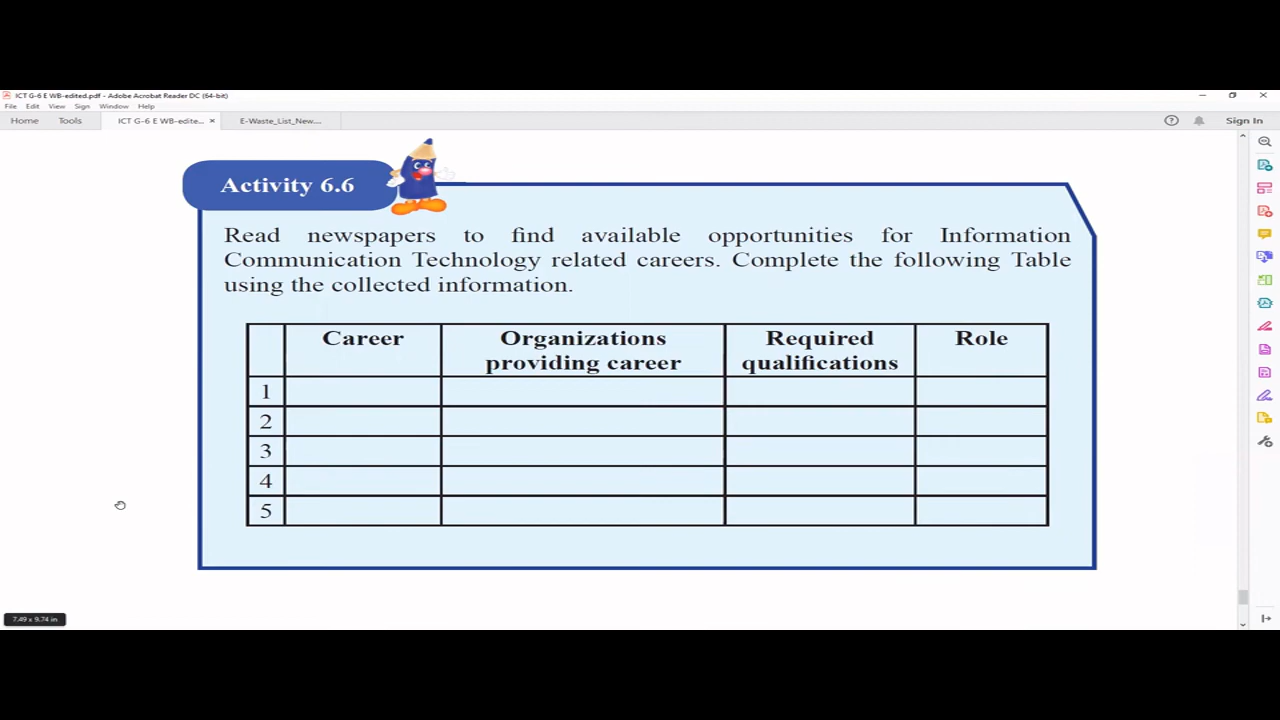 ICT G-6 E WB-edited.pdf - Adobe Acrobat Reader DC (64-bit)
File Edit View Sign Window Help
Home Tools ICT G-6 E WB-edite... × E-Waste_List_New.... Sign In
Activity 6.6
Read newspapers to find available opportunities for Information
Communication Technology related careers. Complete the following Table
using the collected information.
Career Organizations Required Role
providing career qualifications
1
2
3
4
5
7.49 x 9.74 in